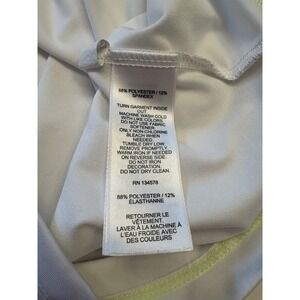 88% POLYESTER / 12%
SPANDEX
TURN GARMENT INSIDE
OUT.
MACHINE WASH COLD
WITH LIKE COLORS.
DO NOT USE FABRIC
SOFTENER.
ONLY NON-CHLORINE
BLEACH WHEN
NEEDED.
TUMBLE DRY LOW.
REMOVE PROMPTLY.
WARM IRON IF NEEDED
ON REVERSE SIDE.
DO NOT IRON
DECORATION.
DO NOT DRY CLEAN.
RN 134578
88% POLYESTER / 12%
ÉLASTHANNE
RETOURNER LE
VÊTEMENT.
LAVER À LA MACHINE À
L'EAU FROIDE AVEC
DES COULEURS